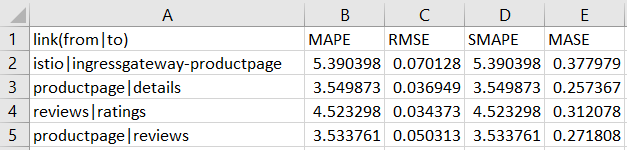 A B C D E
1 link(from|to) MAPE RMSE SMAPE MASE
2 istio|ingressgateway-productpage 5.390398 0.070128 5.390398 0.377979
3 productpage|details 3.549873 0.036949 3.549873 0.257367
4 reviews|ratings 4.523298 0.034373 4.523298 0.312078
5 productpage|reviews 3.533761 0.050313 3.533761 0.271808